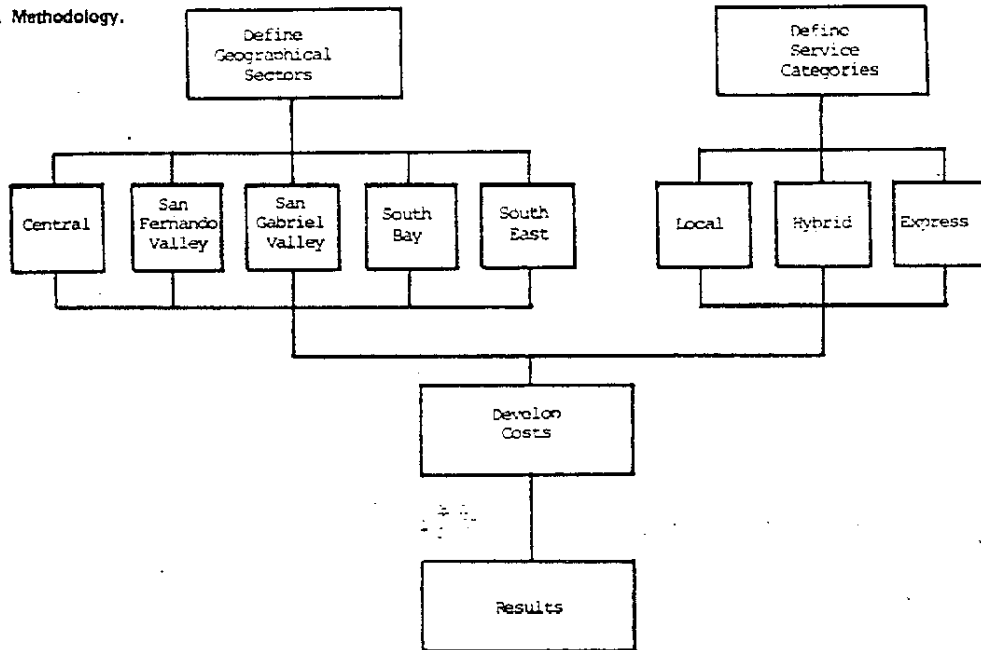 . Methodology.
Define
Geographical
Sectors
Define
Service
Categories
Central
San
Fernando
Valley
San
Gabriel
Valley
South
Bay
South
East
Local
Hybrid
Express
Develop
Costs
Results